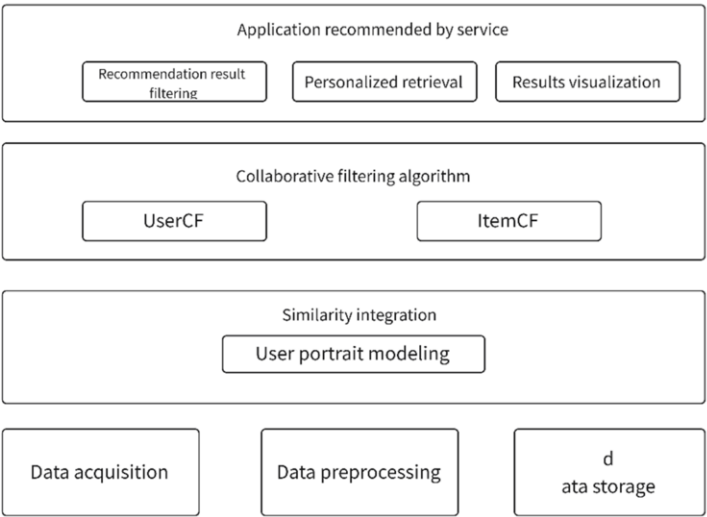 Application recommended by service
Recommendation result
filtering
Personalized retrieval
Results visualization
Collaborative filtering algorithm
UserCF
ItemCF
Similarity integration
User portrait modeling
Data acquisition
Data preprocessing
d
ata storage